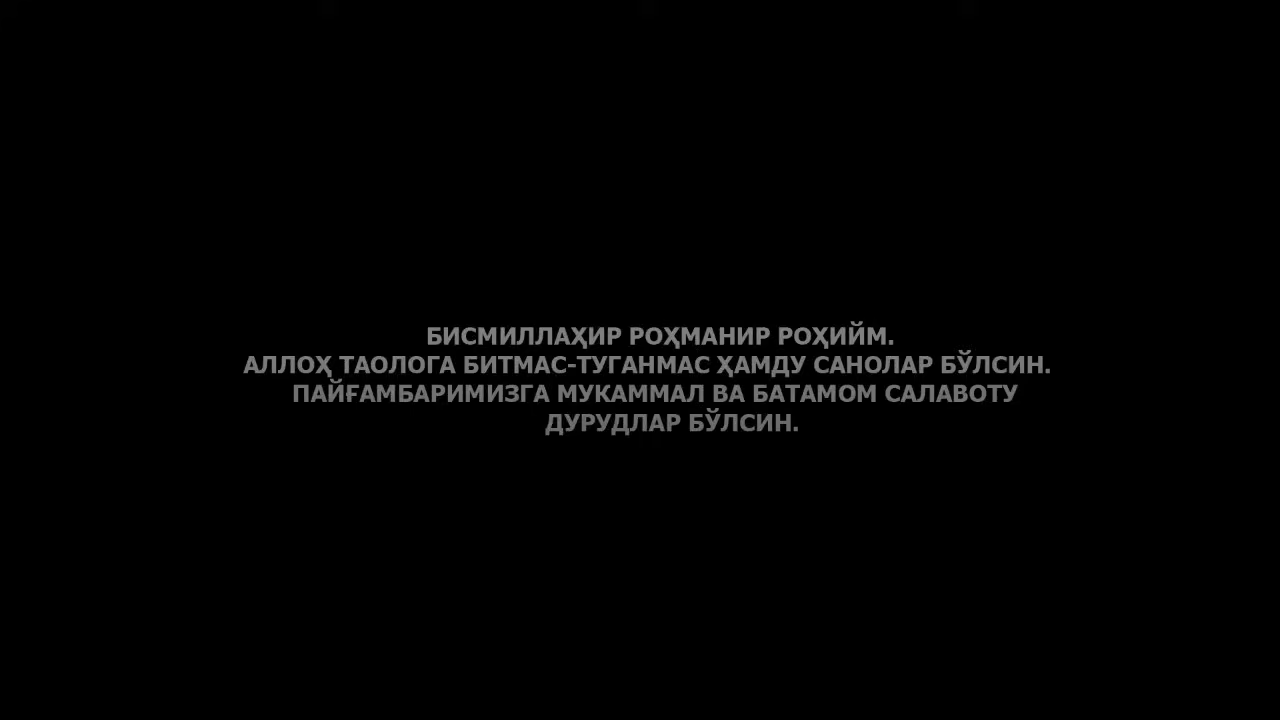 БИСМИЛЛАҲИР РОҲМАНИР РОҲИЙМ.
АЛЛОҲ ТАОЛОГА БИТМАС-ТУГАНМАС ҲАМДУ САНОЛАР БЎЛСИН.
ПАЙҒАМБАРИМИЗГА МУКАММАЛ ВА БАТАМОМ САЛАВОТУ
ДУРУДЛАР БЎЛСИН.